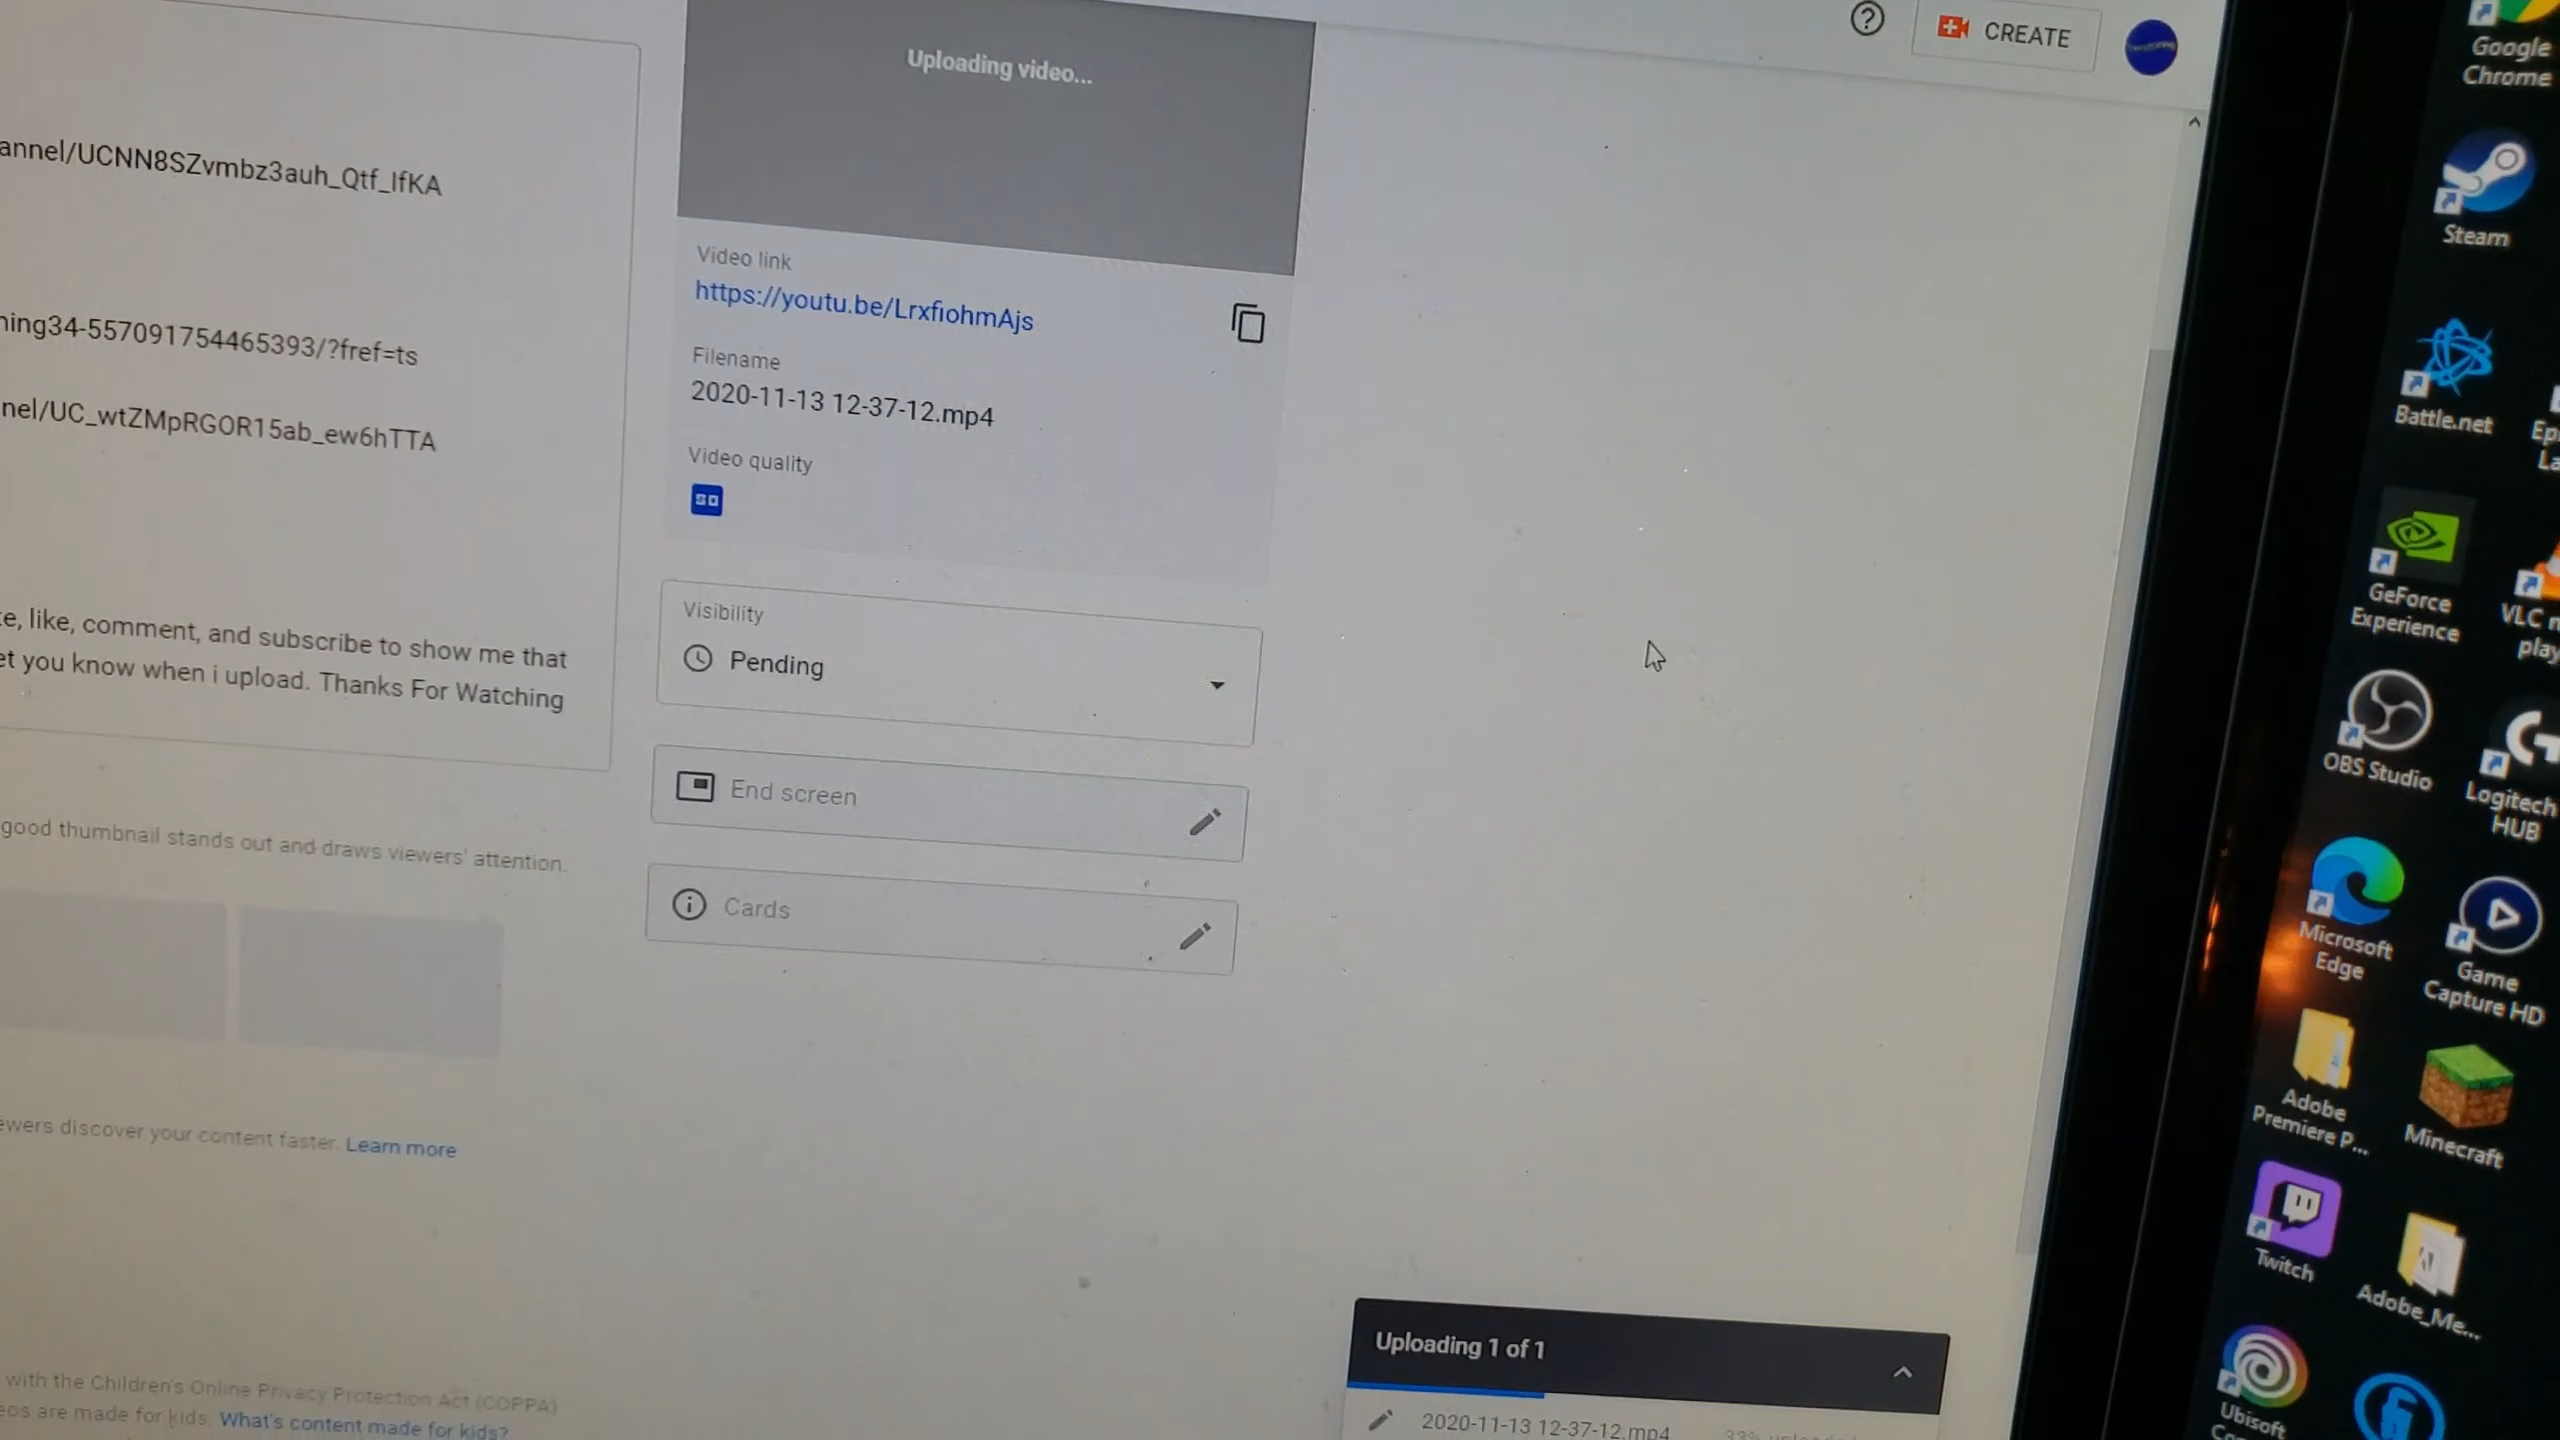 CREATE
Uploading video...
annel/UCNN8SZvmbz3auh_Qtf_IfKA
ning34-557091754465393/?fref=ts
nel/UC_wtZMpRGOR15ab_ew6hTTA
e, like, comment, and subscribe to show me that
et you know when i upload. Thanks For Watching
good thumbnail stands out and draws viewers' attention.
ewers discover your content faster. Learn more
with the Children's Online Privacy Protection Act (COPPA)
eos are made for kids. What's content made for kids?
Video link
https://youtu.be/LrxfiohmAjs
Filename
2020-11-13 12-37-12.mp4
Video quality
SD
Visibility
Pending
End screen
Cards
Uploading 1 of 1
2020-11-13 12-37-12.mp4
33%
Google
Chrome
Steam
Battle.net
Ep
La
GeForce
Experience
VLC m
play
OBS Studio
Logitech
HUB
Microsoft
Edge
Game
Capture HD
Adobe
Premiere P...
Minecraft
Twitch
Adobe_Me...
Ubisoft